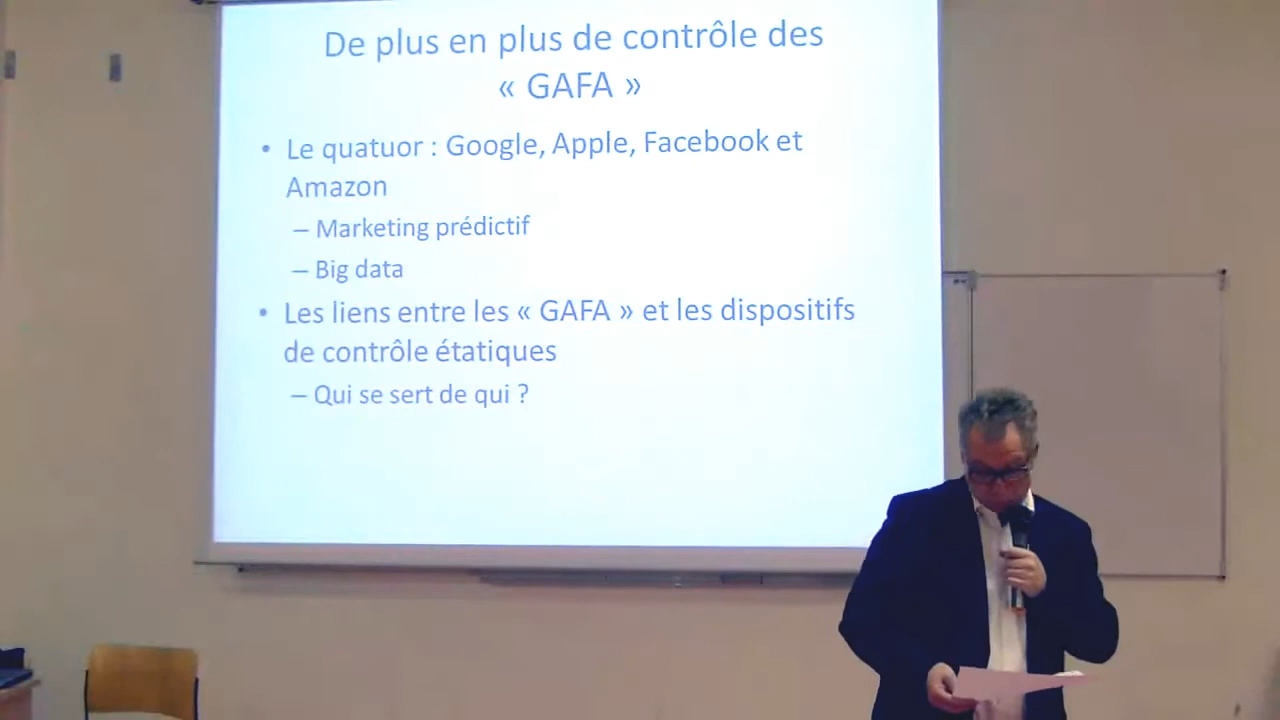 De plus en plus de contrôle des
« GAFA »
• Le quatuor : Google, Apple, Facebook et
Amazon
– Marketing prédictif
– Big data
• Les liens entre les « GAFA » et les dispositifs
de contrôle étatiques
– Qui se sert de qui ?